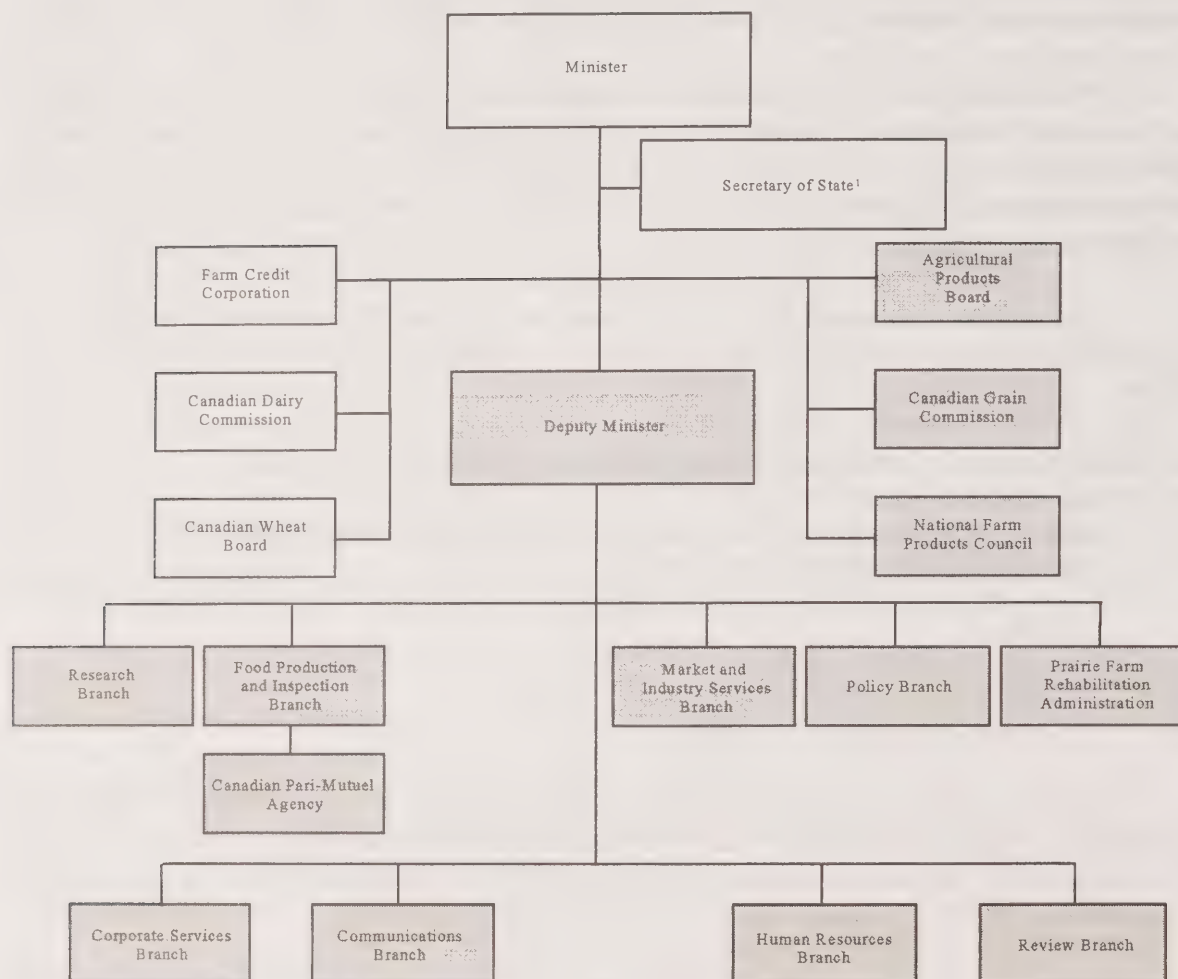 Minister
Secretary of State¹
Farm Credit
Corporation
Agricultural
Products
Board
Canadian Dairy
Commission
Deputy Minister
Canadian Grain
Commission
Canadian Wheat
Board
National Farm
Products Council
Research
Branch
Food Production
and Inspection
Branch
Market and
Industry Services
Branch
Policy Branch
Prairie Farm
Rehabilitation
Administration
Canadian Pari-Mutuel
Agency
Corporate Services
Branch
Communications
Branch
Human Resources
Branch
Review Branch